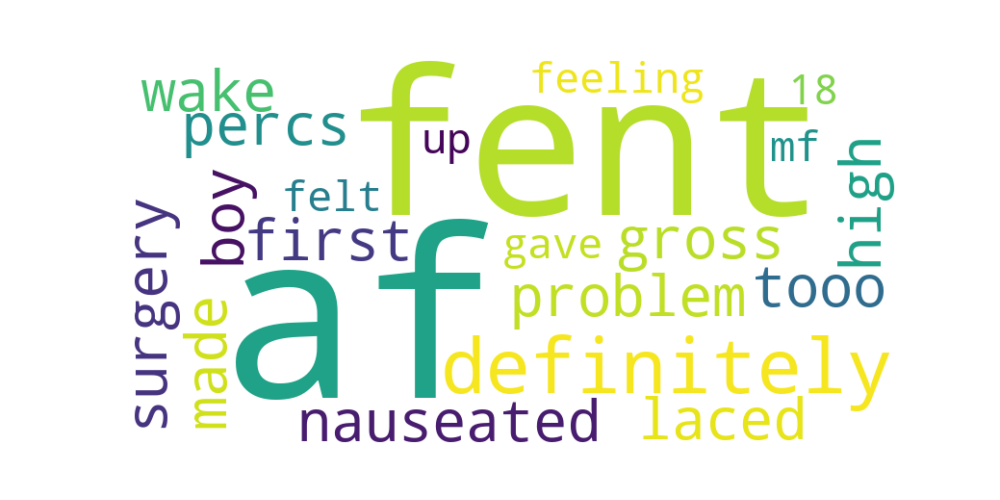 wake
feeling
18
percs
fent
up
mf
felt
boy
first
gave
gross
high
surgery
made
af
problem
tooo
definitely
nauseated
laced